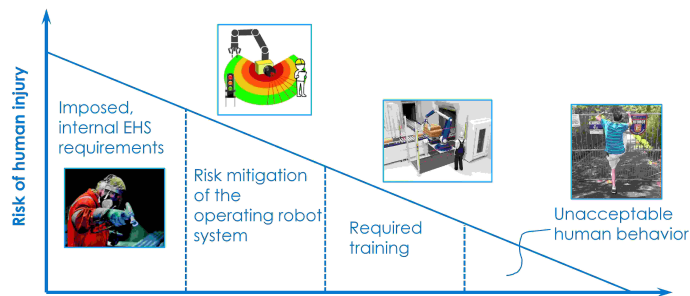 Risk of human injury
Imposed,
internal EHS
requirements
Risk mitigation
of the
operating robot
system
Required
training
Unacceptable
human behavior